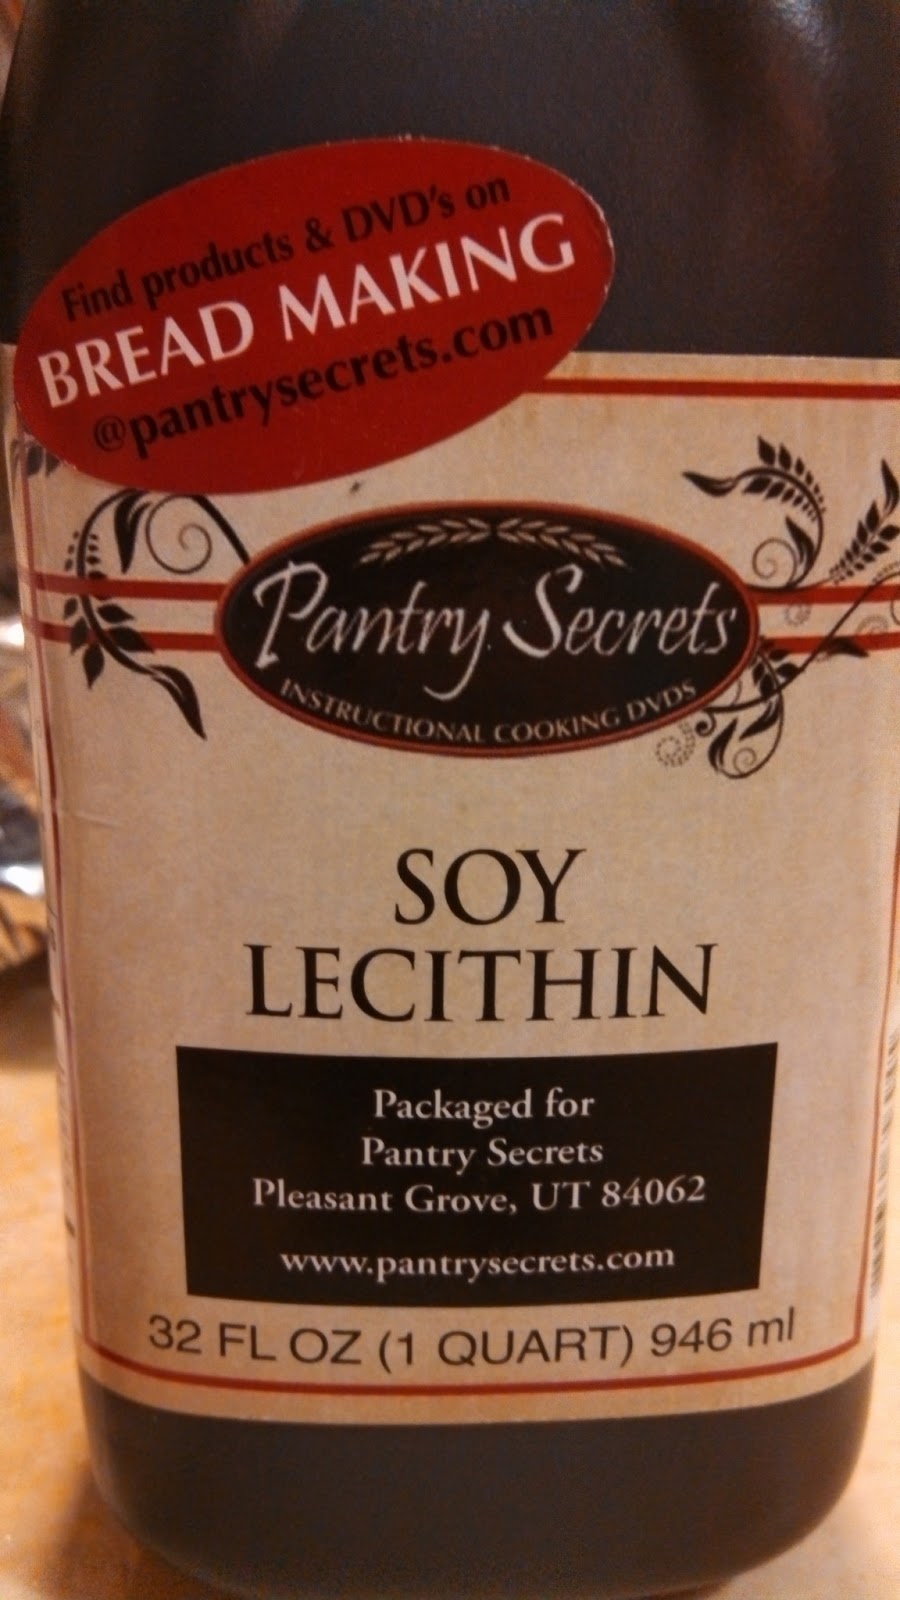 Find products & DVD's on
BREAD MAKING
@pantrysecrets.com
Pantry Secrets
INSTRUCTIONAL COOKING DVDS
SOY
LECITHIN
Packaged for
Pantry Secrets
Pleasant Grove, UT 84062
www.pantrysecrets.com
32 FL OZ (1 QUART) 946 ml